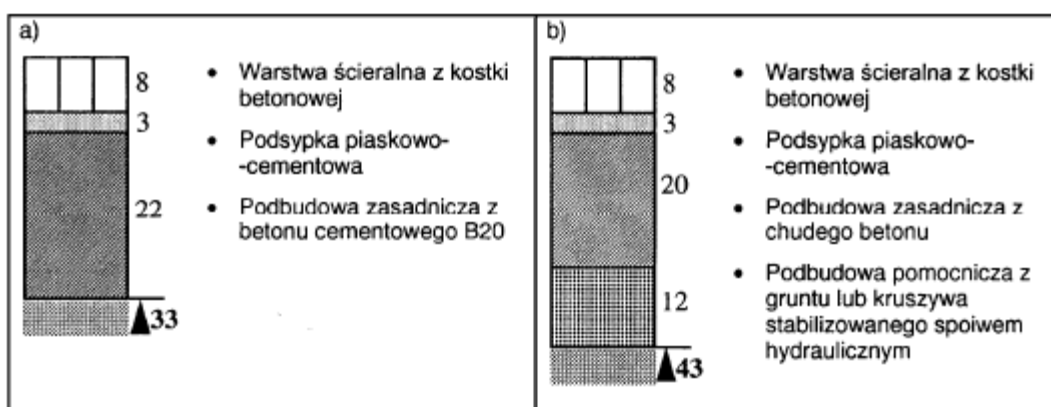 a)
8
3
22
33
• Warstwa ścieralna z kostki
betonowej
• Podsypka piaskowo-
-cementowa
• Podbudowa zasadnicza z
betonu cementowego B20
b)
8
3
20
12
43
• Warstwa ścieralna z kostki
betonowej
• Podsypka piaskowo-
-cementowa
• Podbudowa zasadnicza z
chudego betonu
• Podbudowa pomocnicza z
gruntu lub kruszywa
stabilizowanego spoiwem
hydraulicznym